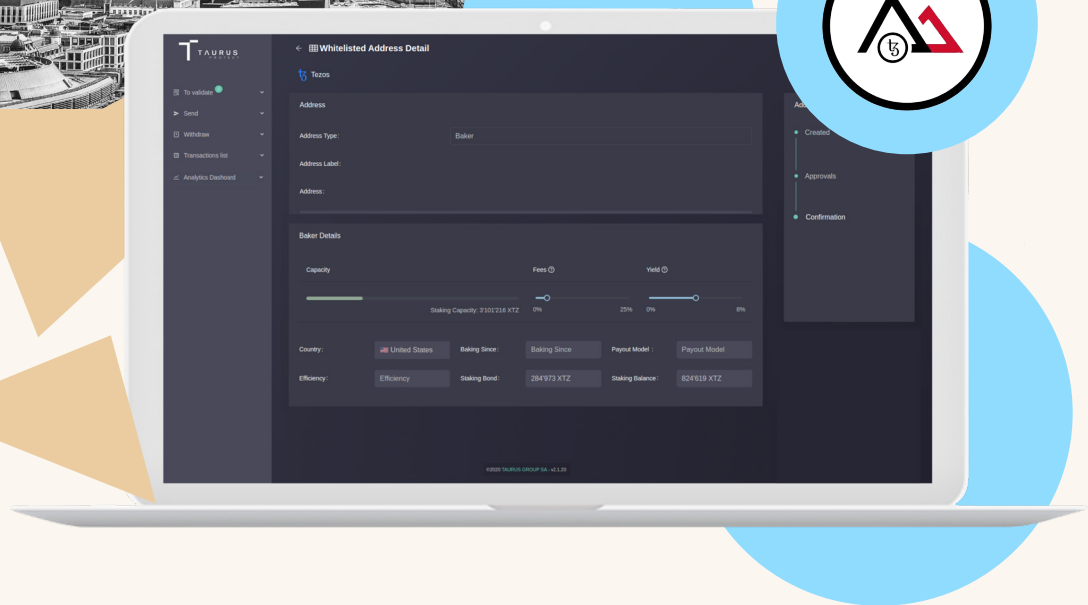 TAURUS
PROJECT
To validate
Send
Withdraw
Transactions list
Analytics Dashoard
← Whitelisted Address Detail
Tezos
Address
Address Type: Baker
Address Label:
Address:
Baker Details
Capacity Fees Yield
Staking Capacity: 3'101'216 XTZ 0% 25% 0% 8%
Country: United States Baking Since: Baking Since Payout Model : Payout Model
Efficiency: Efficiency Staking Bond: 284'973 XTZ Staking Balance: 824'619 XTZ
Created
Approvals
Confirmation
©2020 TAURUS GROUP SA - v2.1.20